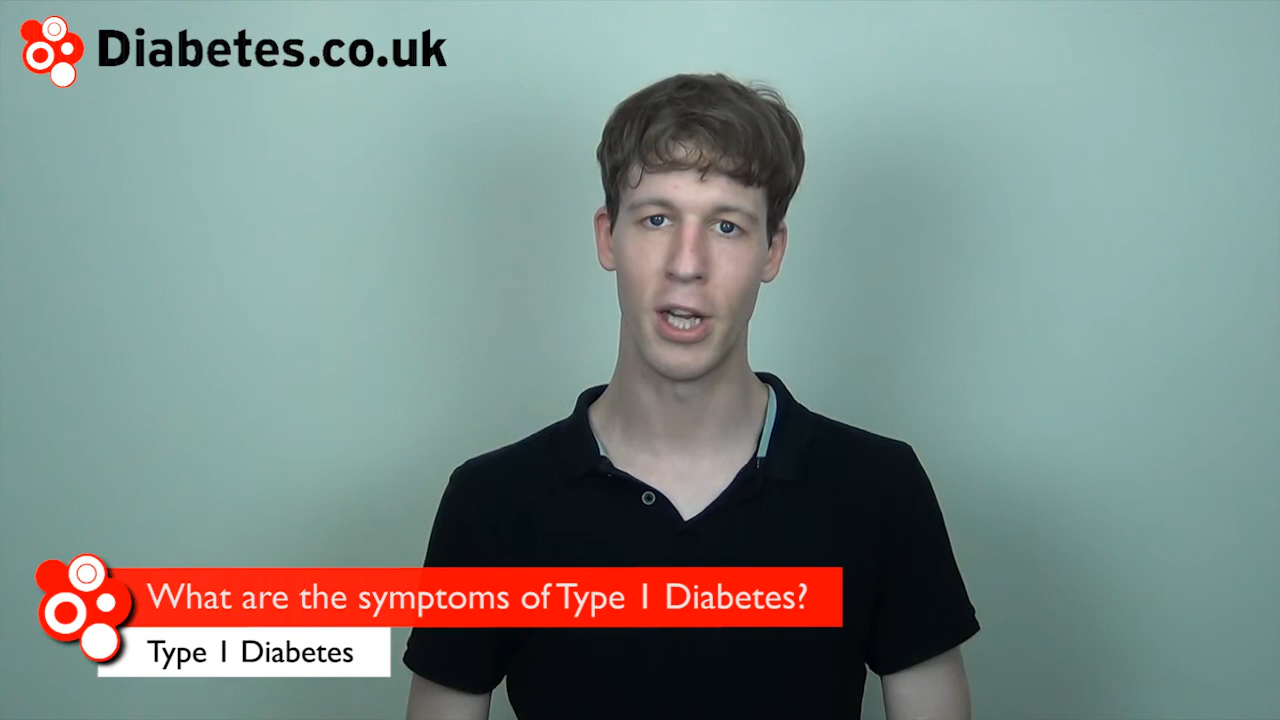 Diabetes.co.uk
What are the symptoms of Type 1 Diabetes?
Type 1 Diabetes